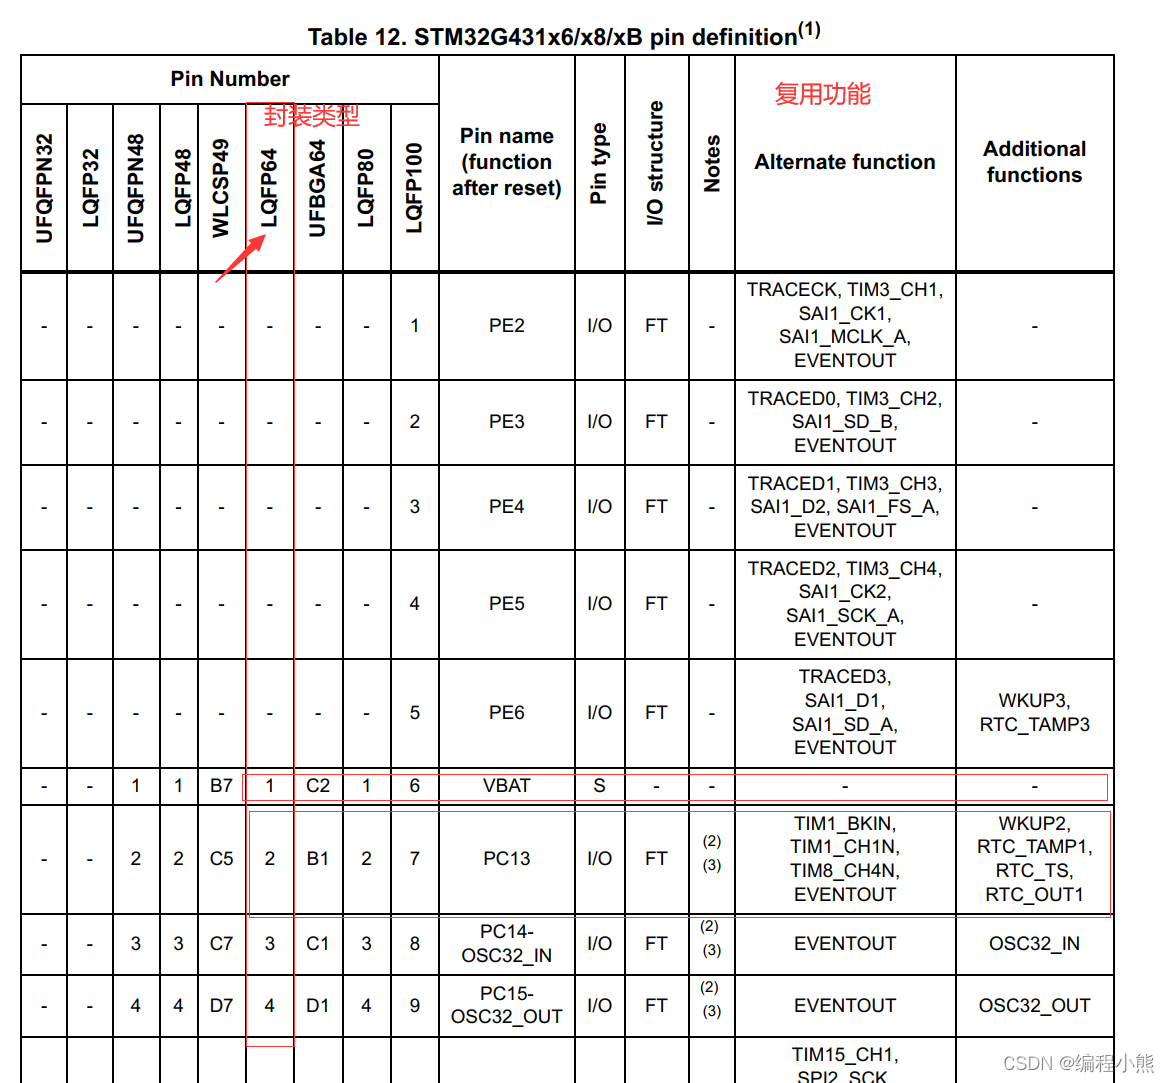 Table 12. STM32G431x6/x8/xB pin definition(1)
Pin Number
复用功能
封装类型
UFQFPN32 LQFP32 UFQFPN48 LQFP48 WLCSP49 LQFP64 UFBGA64 LQFP80 LQFP100
Pin name
(function
after reset)
Pin type
I/O structure
Notes
Alternate function
Additional
functions
- - - - - - - - 1 PE2 I/O FT -
TRACECK, TIM3_CH1,
SAI1_CK1,
SAI1_MCLK_A,
EVENTOUT
-
- - - - - - - - 2 PE3 I/O FT -
TRACED0, TIM3_CH2,
SAI1_SD_B,
EVENTOUT
-
- - - - - - - - 3 PE4 I/O FT -
TRACED1, TIM3_CH3,
SAI1_D2, SAI1_FS_A,
EVENTOUT
-
- - - - - - - - 4 PE5 I/O FT -
TRACED2, TIM3_CH4,
SAI1_CK2,
SAI1_SCK_A,
EVENTOUT
-
- - - - - - - - 5 PE6 I/O FT -
TRACED3,
SAI1_D1,
SAI1_SD_A,
EVENTOUT
WKUP3,
RTC_TAMP3
- - 1 1 B7 1 C2 1 6 VBAT S - - - -
- - 2 2 C5 2 B1 2 7 PC13 I/O FT
(2)
(3)
TIM1_BKIN,
TIM1_CH1N,
TIM8_CH4N,
EVENTOUT
WKUP2,
RTC_TAMP1,
RTC_TS,
RTC_OUT1
- - 3 3 C7 3 C1 3 8
PC14-
OSC32_IN
I/O FT
(2)
(3)
EVENTOUT OSC32_IN
- - 4 4 D7 4 D1 4 9
PC15-
OSC32_OUT
I/O FT
(2)
(3)
EVENTOUT OSC32_OUT
TIM15_CH1,
SPI2_SCK
CSDN @编程小熊